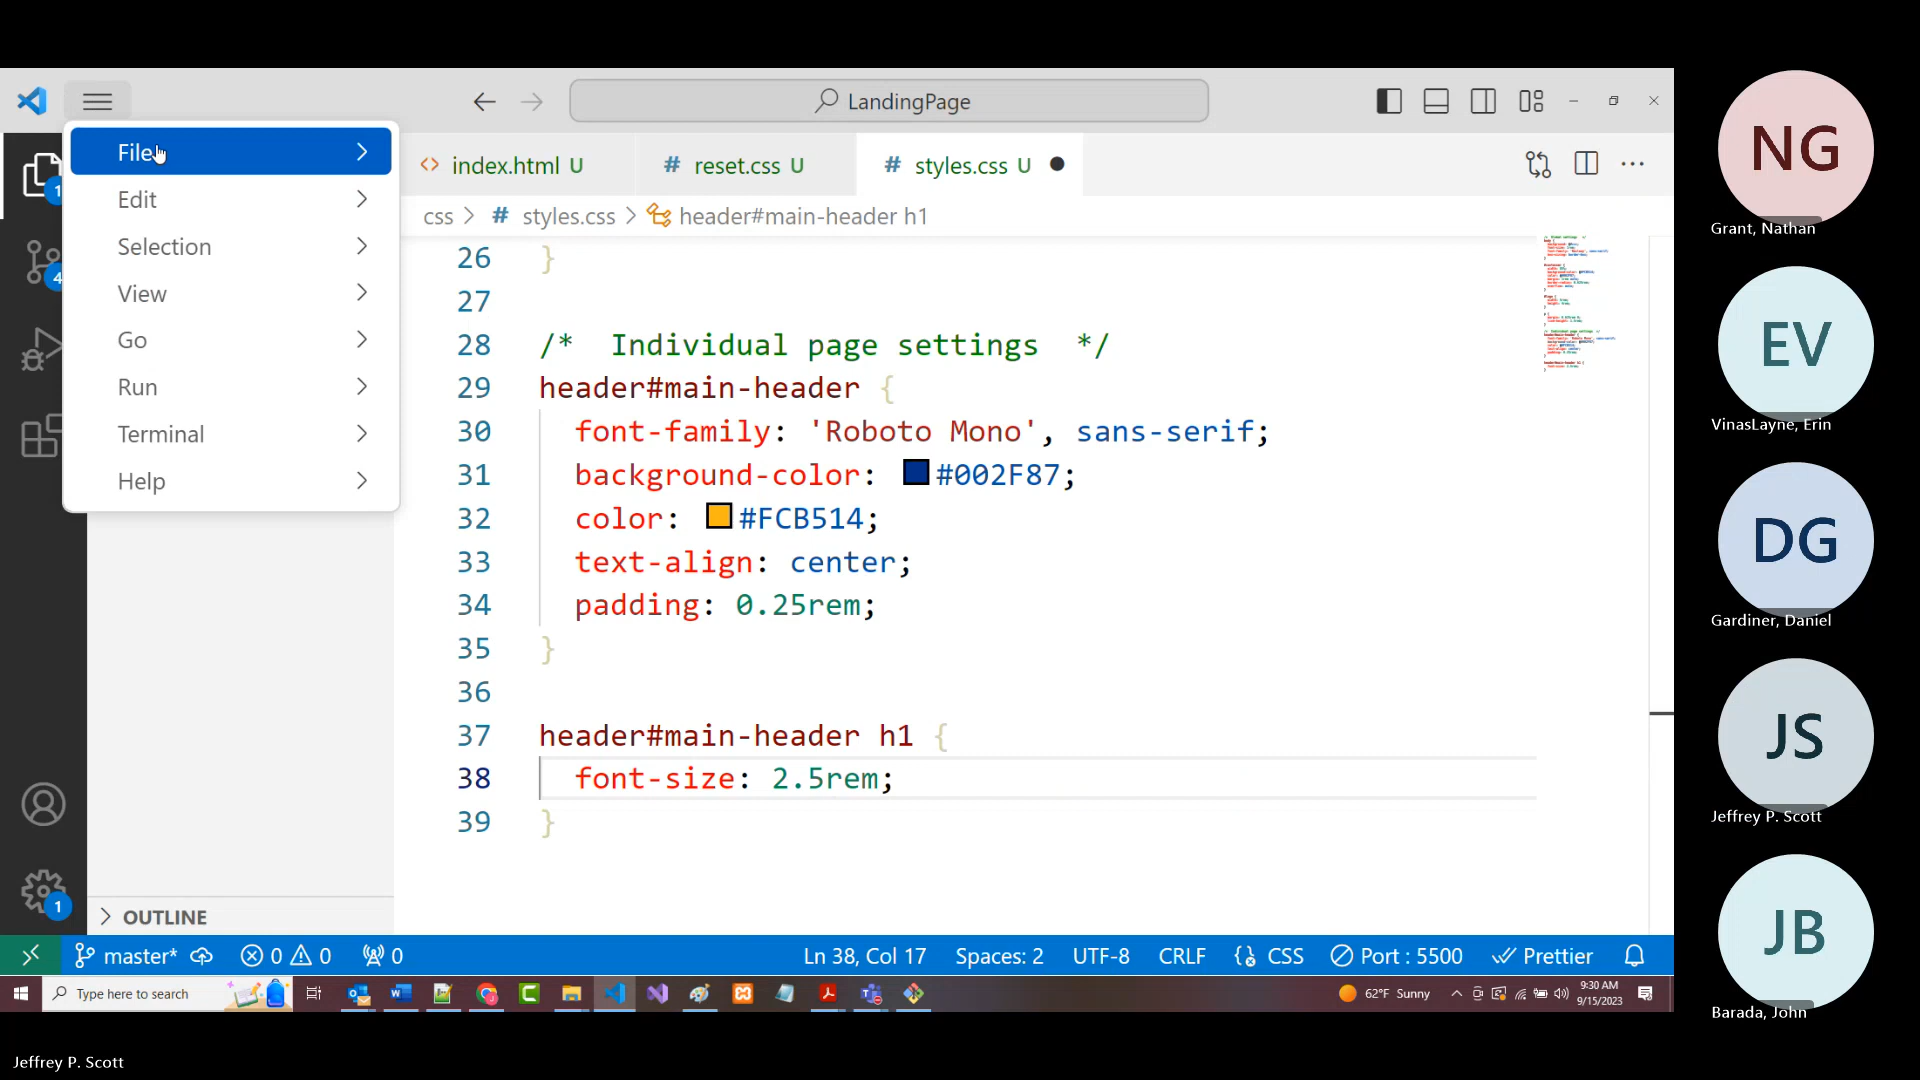 LandingPage
File
Edit
Selection
View
Go
Run
Terminal
Help
1
4
1
OUTLINE
index.html U
reset.css U
styles.css U
css > # styles.css > header#main-header h1
26 }
27
28 /*  Individual page settings  */
29 header#main-header {
30 font-family: 'Roboto Mono', sans-serif;
31 background-color: #002F87;
32 color: #FCB514;
33 text-align: center;
34 padding: 0.25rem;
35 }
36
37 header#main-header h1 {
38 font-size: 2.5rem;
39 }
master* 0 0 0 Ln 38, Col 17 Spaces: 2 UTF-8 CRLF CSS Port : 5500 Prettier
Type here to search
62°F Sunny
9:30 AM
9/15/2023
NG
Grant, Nathan
EV
VinasLayne, Erin
DG
Gardiner, Daniel
JS
Jeffrey P. Scott
JB
Barada, John
Jeffrey P. Scott